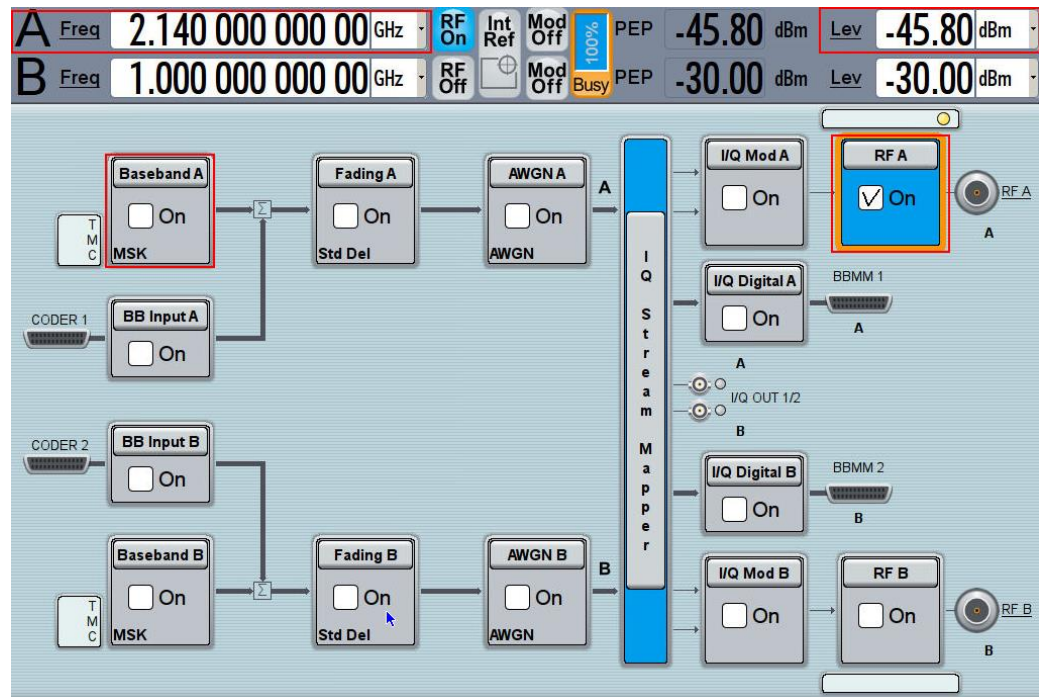 A Freq 2.140 000 000 00 GHz RF On Int Ref Mod Off 100% PEP -45.80 dBm Lev -45.80 dBm
B Freq 1.000 000 000 00 GHz RF Off Mod Off Busy PEP -30.00 dBm Lev -30.00 dBm
Baseband A
On
MSK
TMC
Fading A
On
Std Del
AWGN A
On
AWGN
A
I/Q Mod A
On
RF A
On
RF A
A
CODER 1
BB Input A
On
I/Q Stream Mapper
I/Q Digital A
On
BBMM 1
A
A
I/Q OUT 1/2
B
CODER 2
BB Input B
On
I/Q Digital B
On
BBMM 2
B
Baseband B
On
MSK
TMC
Fading B
On
Std Del
AWGN B
On
AWGN
B
I/Q Mod B
On
RF B
On
RF B
B